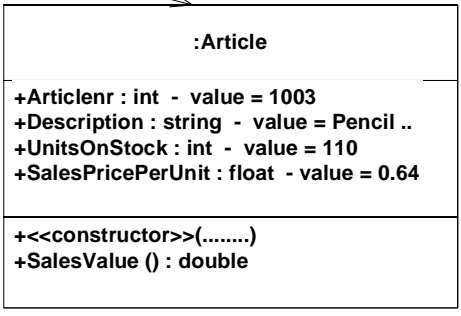 :Article
+Articlenr : int - value = 1003
+Description : string - value = Pencil ..
+UnitsOnStock : int - value = 110
+SalesPricePerUnit : float - value = 0.64
+<<constructor>>(........)
+SalesValue () : double